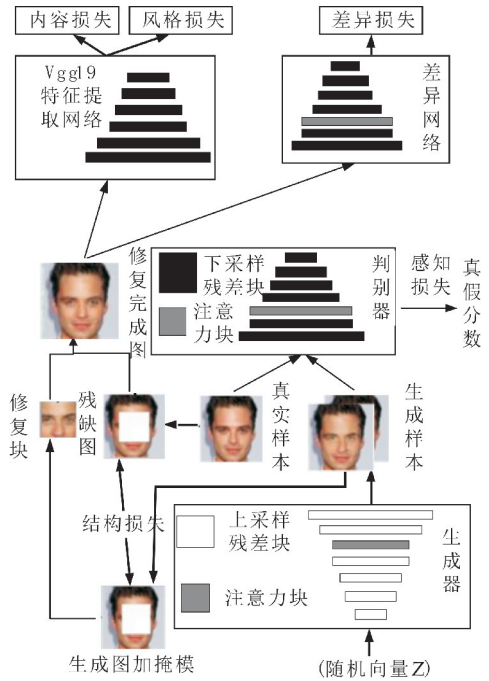 内容损失
风格损失
差异损失
Vgg19
特征提
取网络
差异网络
修复完成图
下采样
残差块
注意
力块
判别器
感知
损失
真假分数
修复块
残缺图
真实样本
生成样本
结构损失
上采样
残差块
注意力块
生成器
生成图加掩模
(随机向量Z)